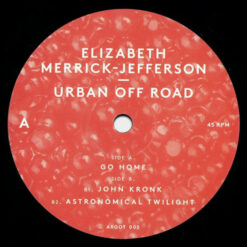 ELIZABETH
MERRICK-JEFFERSON
—
URBAN OFF ROAD
A
45 RPM
SIDE A.
GO HOME
SIDE B.
B1. JOHN KRONK
B2. ASTRONOMICAL TWILIGHT
ARGOT 005